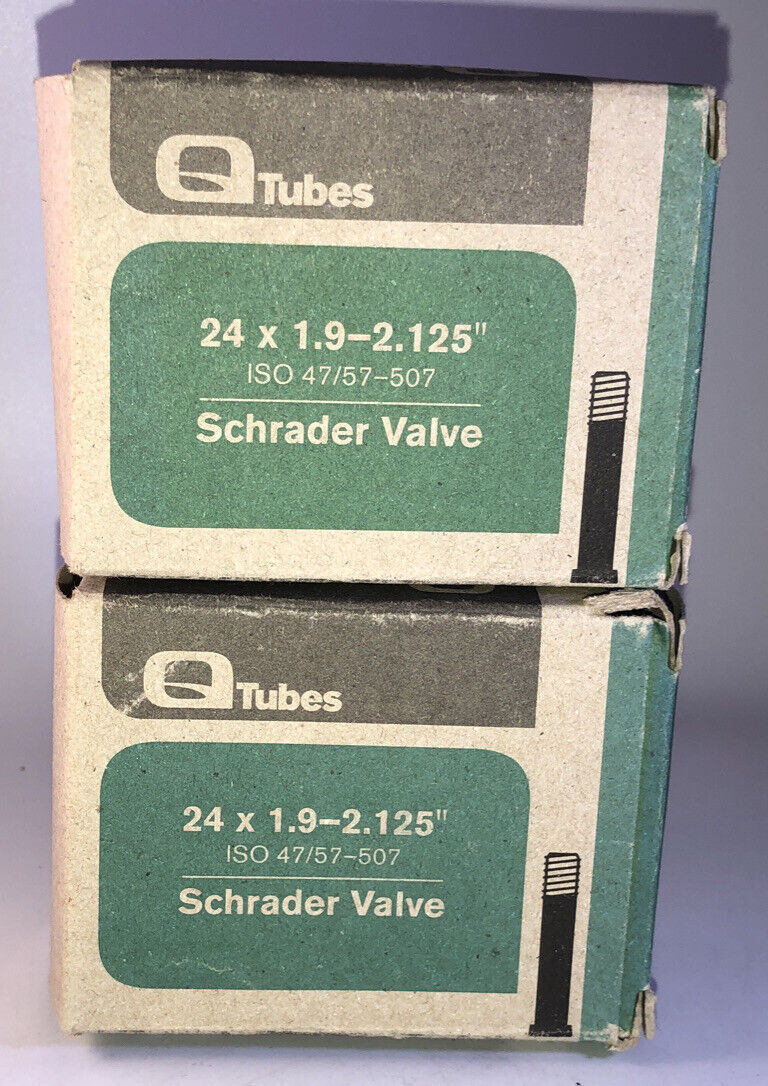 Q Tubes
24 x 1.9–2.125"
ISO 47/57–507
Schrader Valve
Q Tubes
24 x 1.9–2.125"
ISO 47/57–507
Schrader Valve